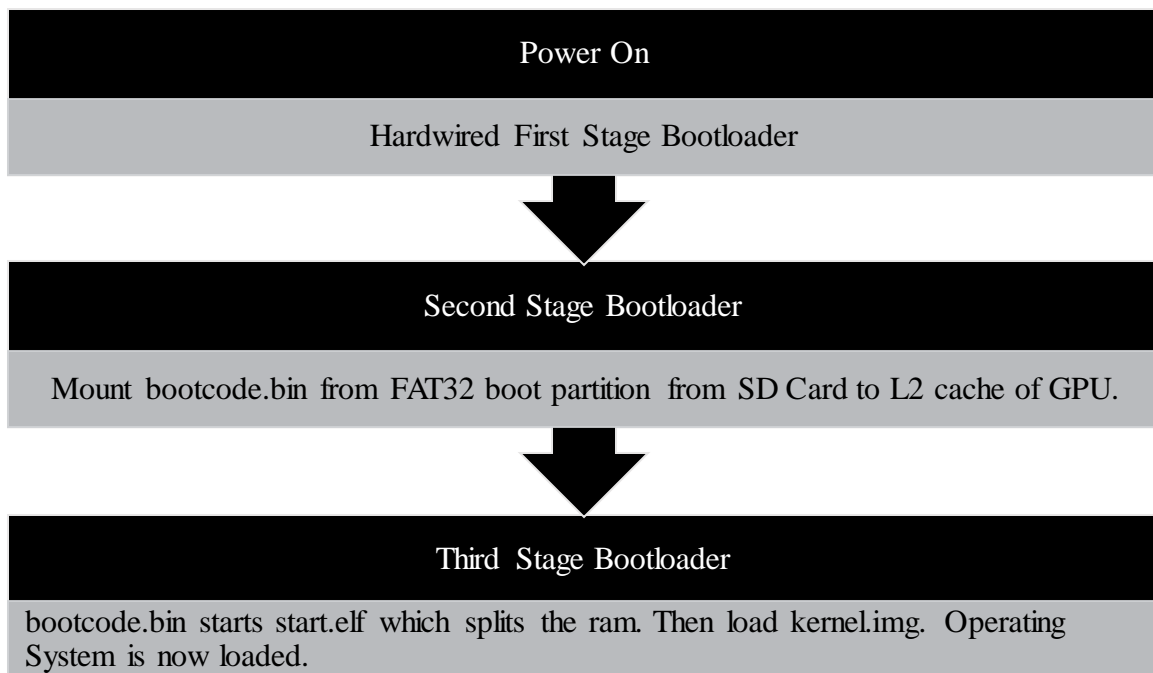 Power On
Hardwired First Stage Bootloader
Second Stage Bootloader
Mount bootcode.bin from FAT32 boot partition from SD Card to L2 cache of GPU.
Third Stage Bootloader
bootcode.bin starts start.elf which splits the ram. Then load kernel.img. Operating
System is now loaded.